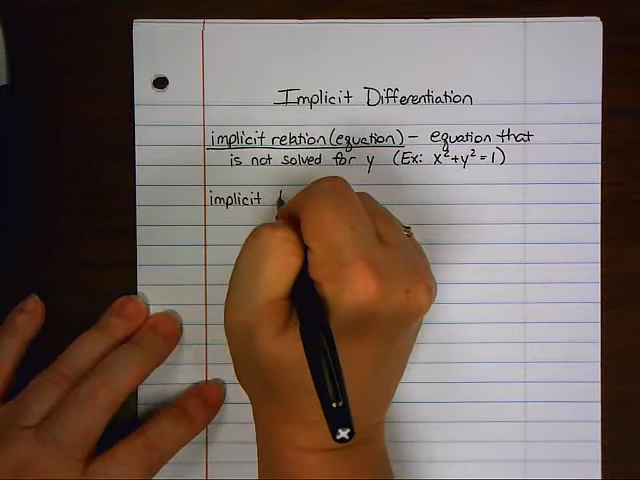 Implicit Differentiation
implicit relation (equation) - equation that
is not solved for y (Ex: x²+y²=1)
implicit